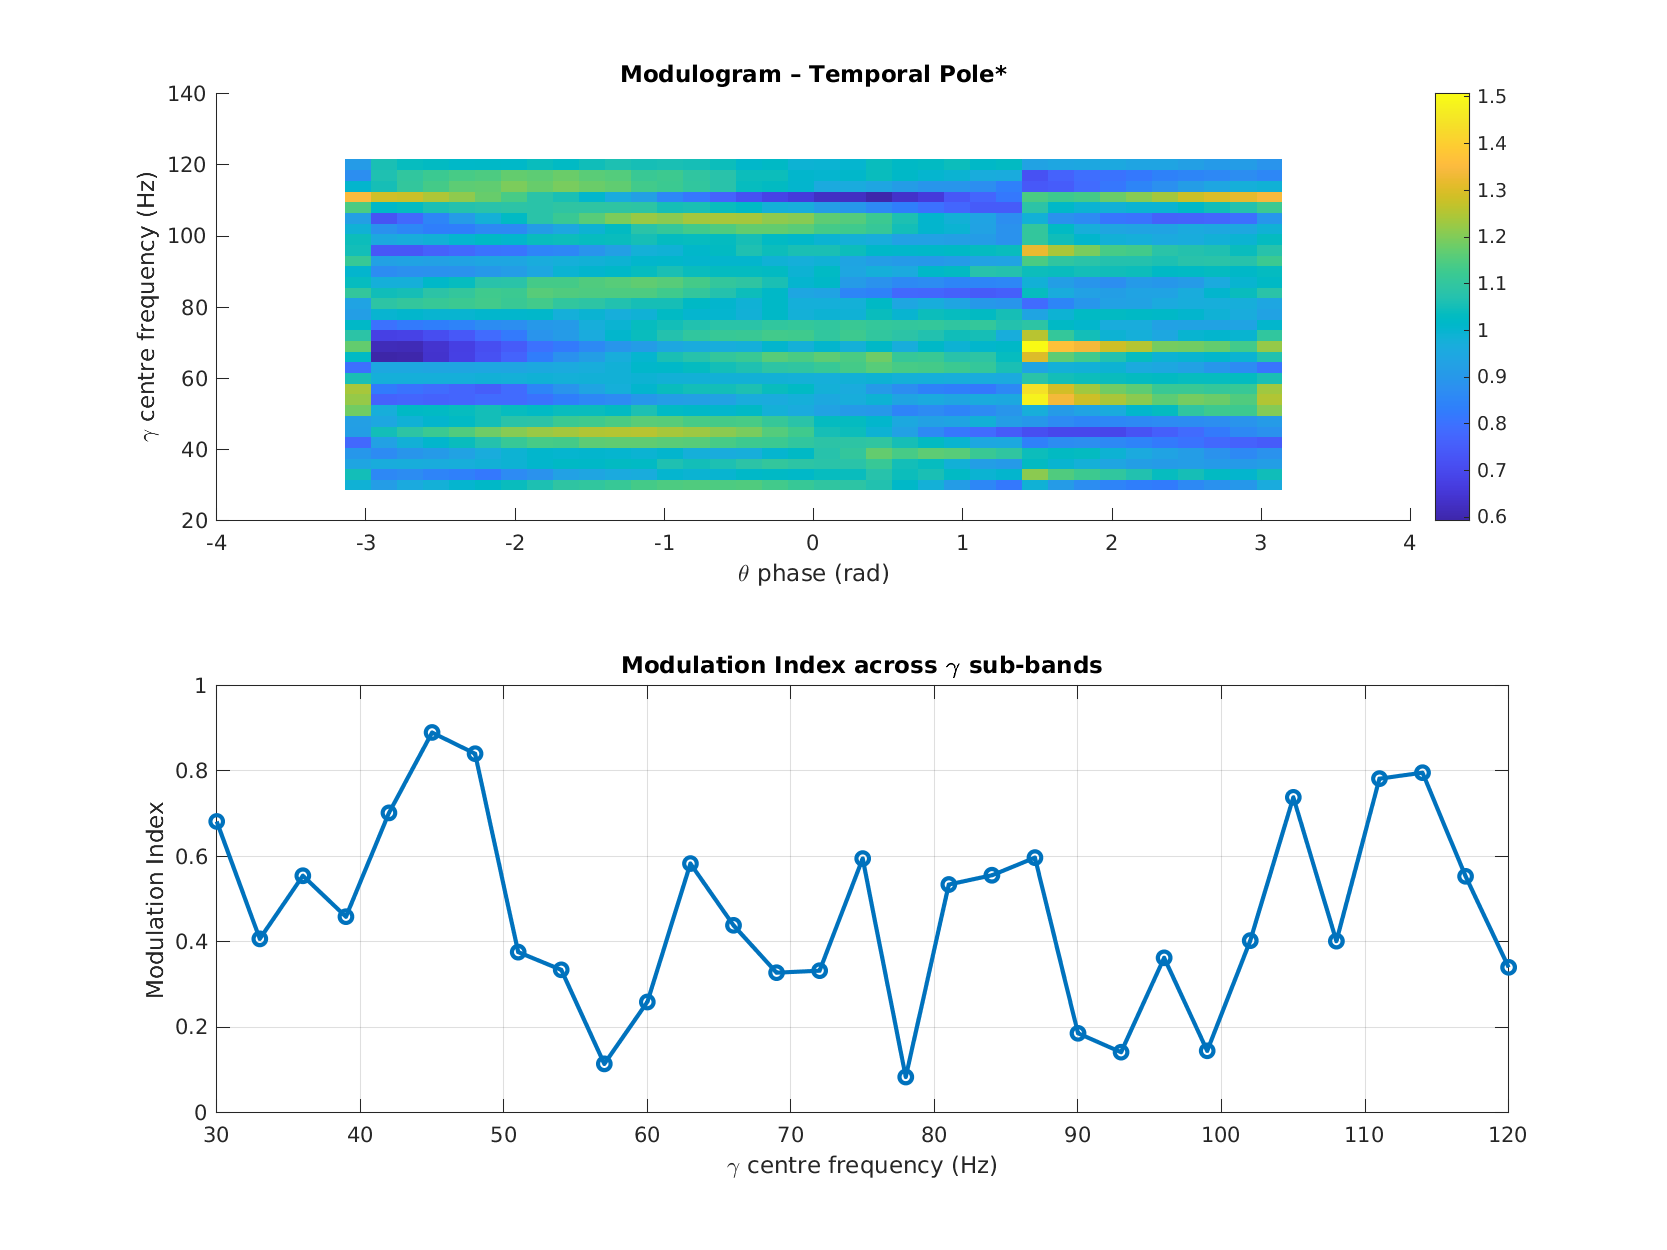 Modulogram – Temporal Pole*
140
120
100
80
60
40
20
γ centre frequency (Hz)
-4 -3 -2 -1 0 1 2 3 4
θ phase (rad)
1.5
1.4
1.3
1.2
1.1
1
0.9
0.8
0.7
0.6
Modulation Index across γ sub-bands
1
0.8
0.6
0.4
0.2
0
Modulation Index
30 40 50 60 70 80 90 100 110 120
γ centre frequency (Hz)